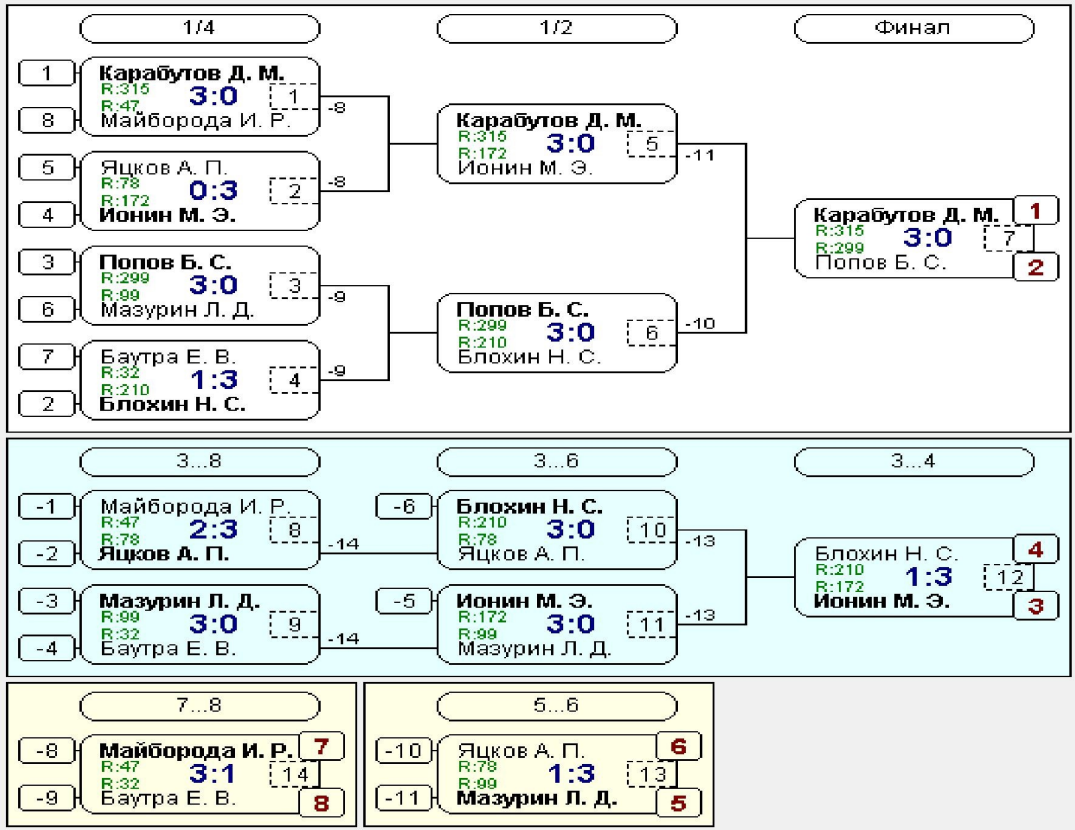 1/4
1/2
Финал
1
Карабутов Д. М.
R:315
R:47
3:0
1
8
Майборода И. Р.
-8
5
Яцков А. П.
R:78
R:172
0:3
2
4
Ионин М. Э.
-8
Карабутов Д. М.
R:315
R:172
3:0
5
Ионин М. Э.
-11
3
Попов Б. С.
R:299
R:99
3:0
3
6
Мазурин Л. Д.
-9
7
Баутра Е. В.
R:32
R:210
1:3
4
2
Блохин Н. С.
-9
Попов Б. С.
R:299
R:210
3:0
6
Блохин Н. С.
-10
Карабутов Д. М.
1
R:315
R:299
3:0
7
Попов Б. С.
2
3...8
3...6
3...4
-1
Майборода И. Р.
R:47
R:78
2:3
8
-2
Яцков А. П.
-14
-3
Мазурин Л. Д.
R:99
R:32
3:0
9
-4
Баутра Е. В.
-14
-6
Блохин Н. С.
R:210
R:78
3:0
10
Яцков А. П.
-13
-5
Ионин М. Э.
R:172
R:99
3:0
11
Мазурин Л. Д.
-13
Блохин Н. С.
4
R:210
R:172
1:3
12
Ионин М. Э.
3
7...8
-8
Майборода И. Р.
7
R:47
R:32
3:1
14
-9
Баутра Е. В.
8
5...6
-10
Яцков А. П.
6
R:78
R:99
1:3
13
-11
Мазурин Л. Д.
5